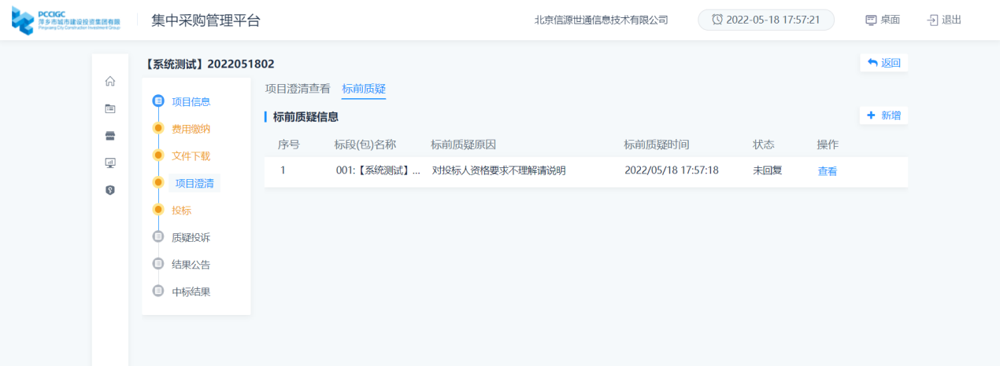 PCCIGC
萍乡市城市建设投资集团有限
Pingxiang City Construction Investment Group
集中采购管理平台
北京信源世通信息技术有限公司
2022-05-18 17:57:21
桌面
退出
【系统测试】2022051802
返回
项目信息
费用缴纳
文件下载
项目澄清
投标
质疑投诉
结果公告
中标结果
项目澄清查看 标前质疑
标前质疑信息
+ 新增
序号 标段(包)名称 标前质疑原因 标前质疑时间 状态 操作
1 001:【系统测试】... 对投标人资格要求不理解请说明 2022/05/18 17:57:18 未回复 查看